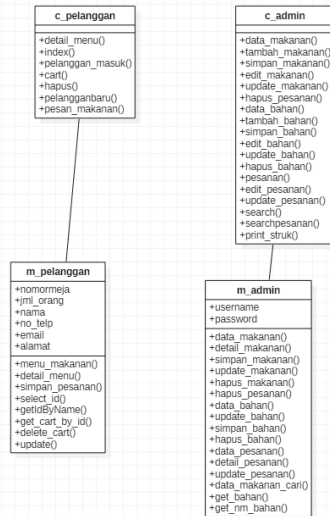 c_pelanggan
+detail_menu()
+index()
+pelanggan_masuk()
+cart()
+hapus()
+pelangganbaru()
+pesan_makanan()
c_admin
+data_makanan()
+tambah_makanan()
+simpan_makanan()
+edit_makanan()
+update_makanan()
+hapus_pesanan()
+data_bahan()
+tambah_bahan()
+simpan_bahan()
+edit_bahan()
+update_bahan()
+hapus_bahan()
+pesanan()
+edit_pesanan()
+update_pesanan()
+search()
+searchpesanan()
+print_struk()
m_pelanggan
+nomormeja
+jml_orang
+nama
+no_telp
+email
+alamat
+menu_makanan()
+detail_menu()
+simpan_pesanan()
+select_id()
+getIdByName()
+get_cart_by_id()
+delete_cart()
+update()
m_admin
+username
+password
+data_makanan()
+detail_makanan()
+simpan_makanan()
+update_makanan()
+hapus_makanan()
+hapus_pesanan()
+data_bahan()
+update_bahan()
+simpan_bahan()
+hapus_bahan()
+data_pesanan()
+detail_pesanan()
+update_pesanan()
+data_makanan_cari()
+get_bahan()
+get_nm_bahan()